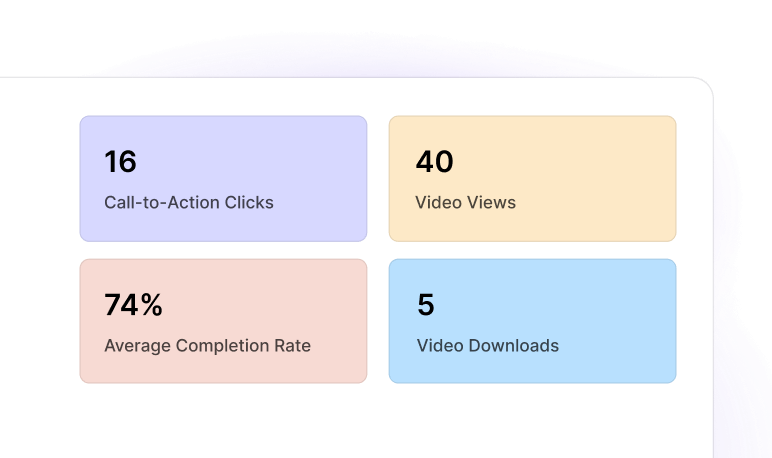 16
Call-to-Action Clicks
40
Video Views
74%
Average Completion Rate
5
Video Downloads